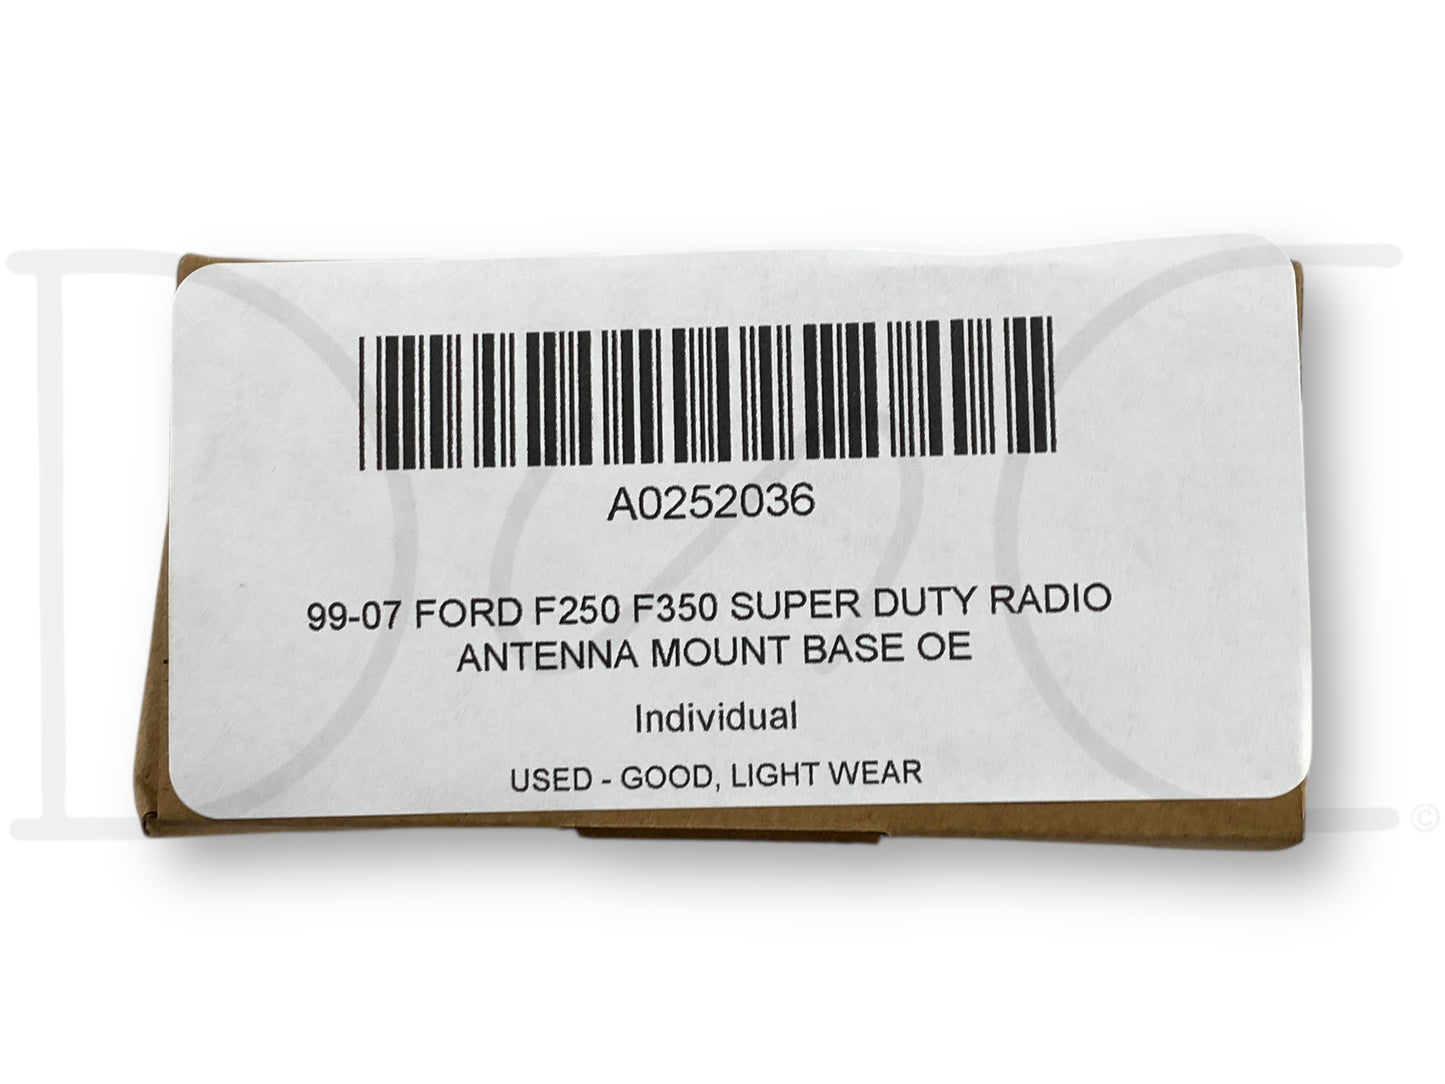 A0252036
99-07 FORD F250 F350 SUPER DUTY RADIO
ANTENNA MOUNT BASE OE
Individual
USED - GOOD, LIGHT WEAR
©